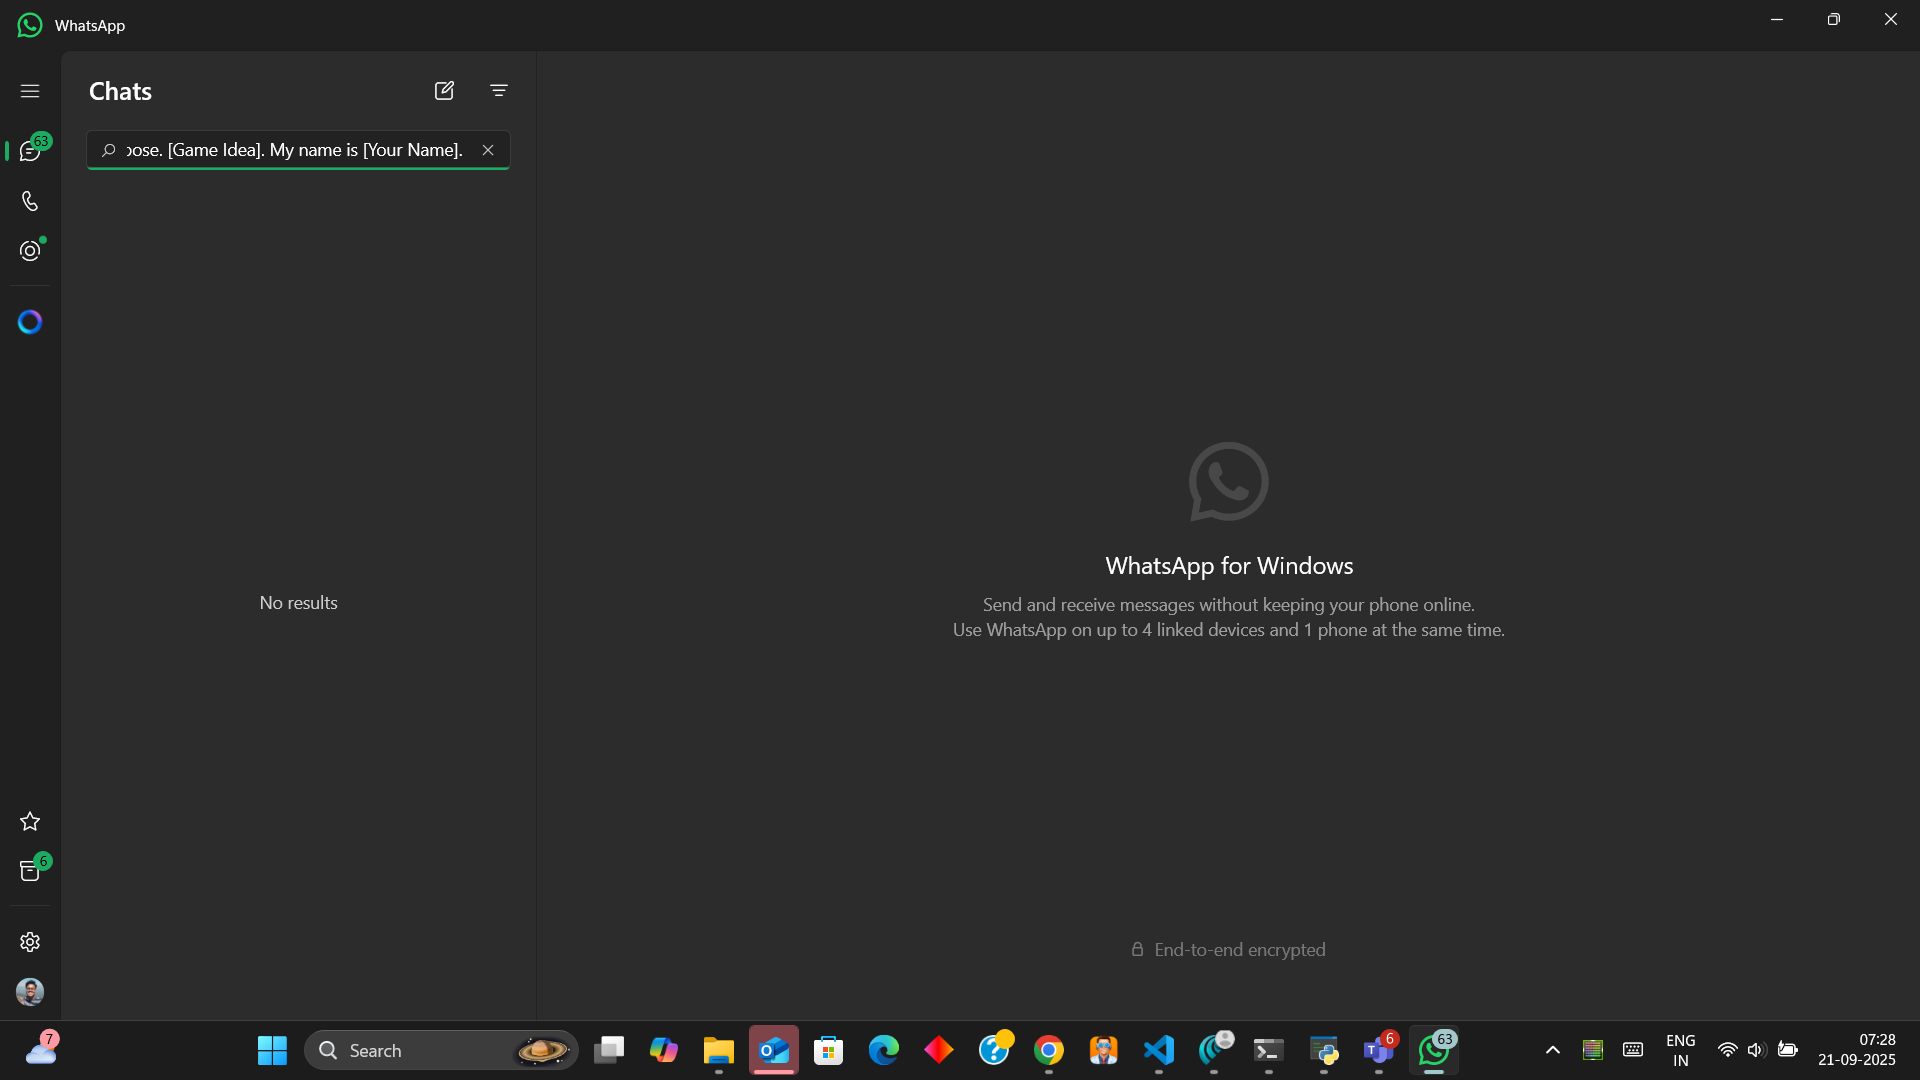 WhatsApp
Chats
63
[Game Idea]. My name is [Your Name].
No results
WhatsApp for Windows
Send and receive messages without keeping your phone online.
Use WhatsApp on up to 4 linked devices and 1 phone at the same time.
6
End-to-end encrypted
7
Search
6
63
ENG
IN
07:28
21-09-2025